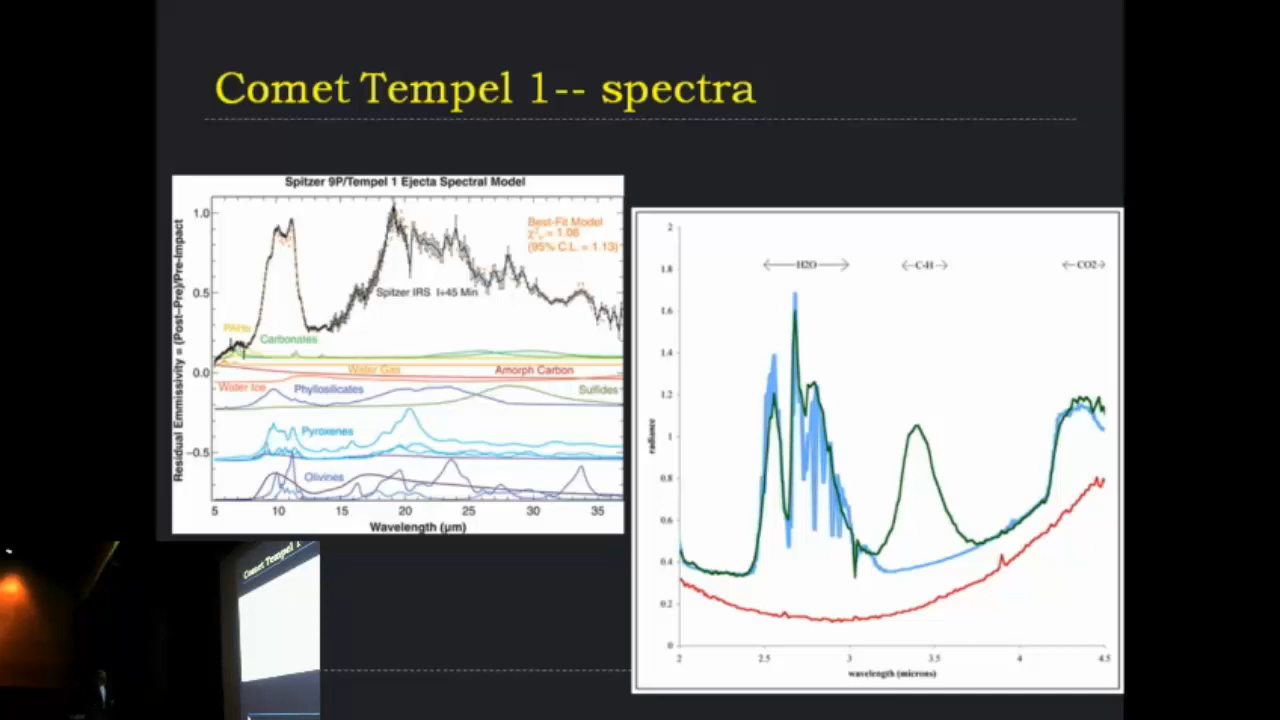 Comet Tempel 1-- spectra
Spitzer 9P/Tempel 1 Ejecta Spectral Model
Residual Emmissivity = (Post–Pre)/Pre-Impact
1.0
0.5
0.0
−0.5
Best-Fit Model
χ²ᵥ = 1.06
(95% C.L. = 1.13)
Spitzer IRS I+45 Min
PAHs
Carbonates
Water Gas
Amorph Carbon
Water Ice
Phyllosilicates
Sulfides
Pyroxenes
Olivines
5 10 15 20 25 30 35
Wavelength (µm)
H2O C-H CO2
radiance
2
1.8
1.6
1.4
1.2
1
0.8
0.6
0.4
0.2
0
2 2.5 3 3.5 4 4.5
wavelength (microns)
Comet Tempel 1